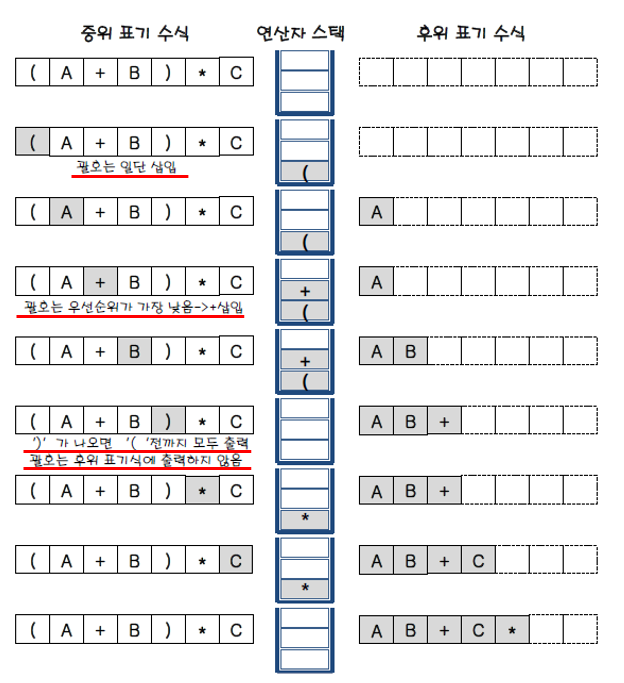 중위 표기 수식 연산자 스택 후위 표기 수식
( A + B ) * C
( A + B ) * C (
괄호는 일단 삽입
( A + B ) * C ( A
( A + B ) * C + A
괄호는 우선순위가 가장 낮음->+삽입 (
( A + B ) * C + A B
(
( A + B ) * C A B +
')' 가 나오면 '( '전까지 모두 출력
괄호는 후위 표기식에 출력하지 않음
( A + B ) * C A B +
*
( A + B ) * C A B + C
*
( A + B ) * C A B + C *